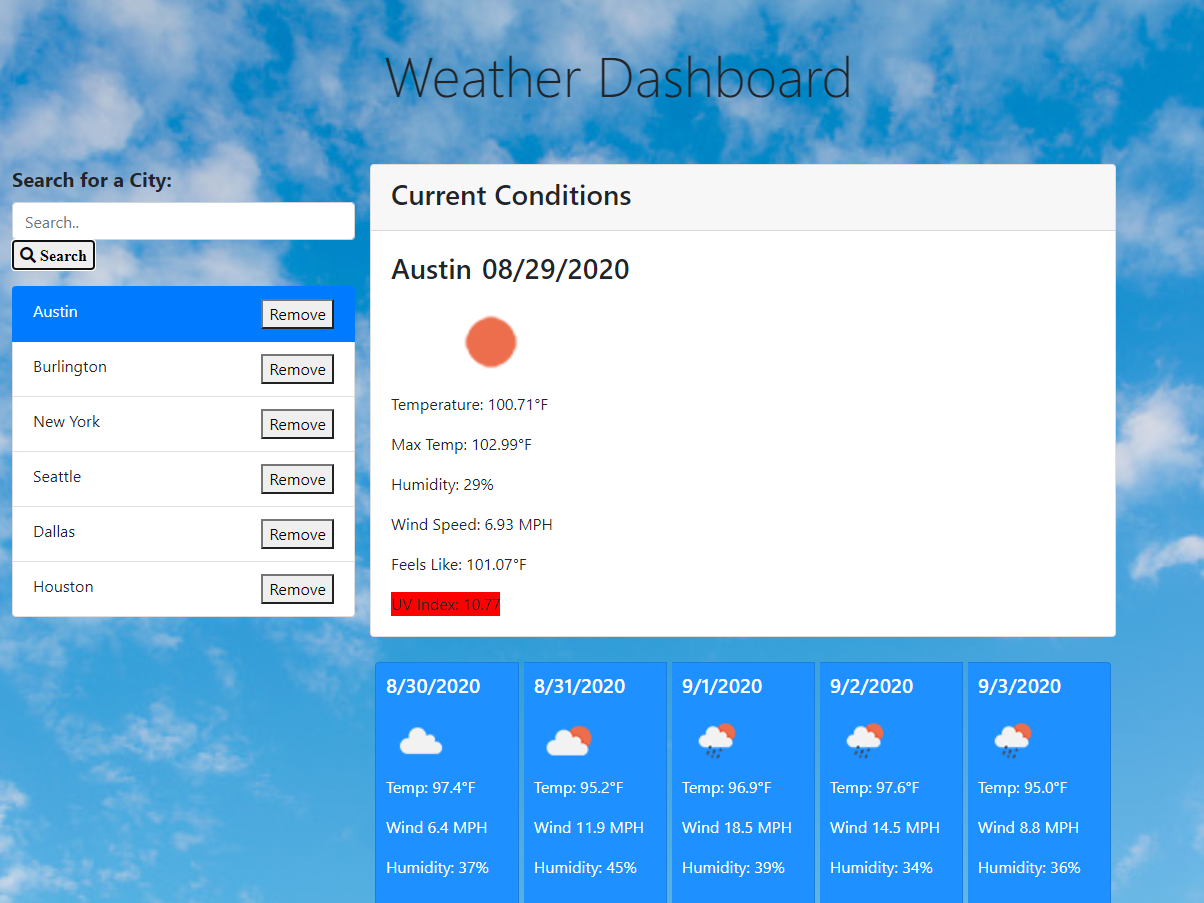 Weather Dashboard
Search for a City:
Search..
Search
Austin Remove
Burlington Remove
New York Remove
Seattle Remove
Dallas Remove
Houston Remove
Current Conditions
Austin 08/29/2020
Temperature: 100.71°F
Max Temp: 102.99°F
Humidity: 29%
Wind Speed: 6.93 MPH
Feels Like: 101.07°F
UV Index: 10.77
8/30/2020
Temp: 97.4°F
Wind 6.4 MPH
Humidity: 37%
8/31/2020
Temp: 95.2°F
Wind 11.9 MPH
Humidity: 45%
9/1/2020
Temp: 96.9°F
Wind 18.5 MPH
Humidity: 39%
9/2/2020
Temp: 97.6°F
Wind 14.5 MPH
Humidity: 34%
9/3/2020
Temp: 95.0°F
Wind 8.8 MPH
Humidity: 36%